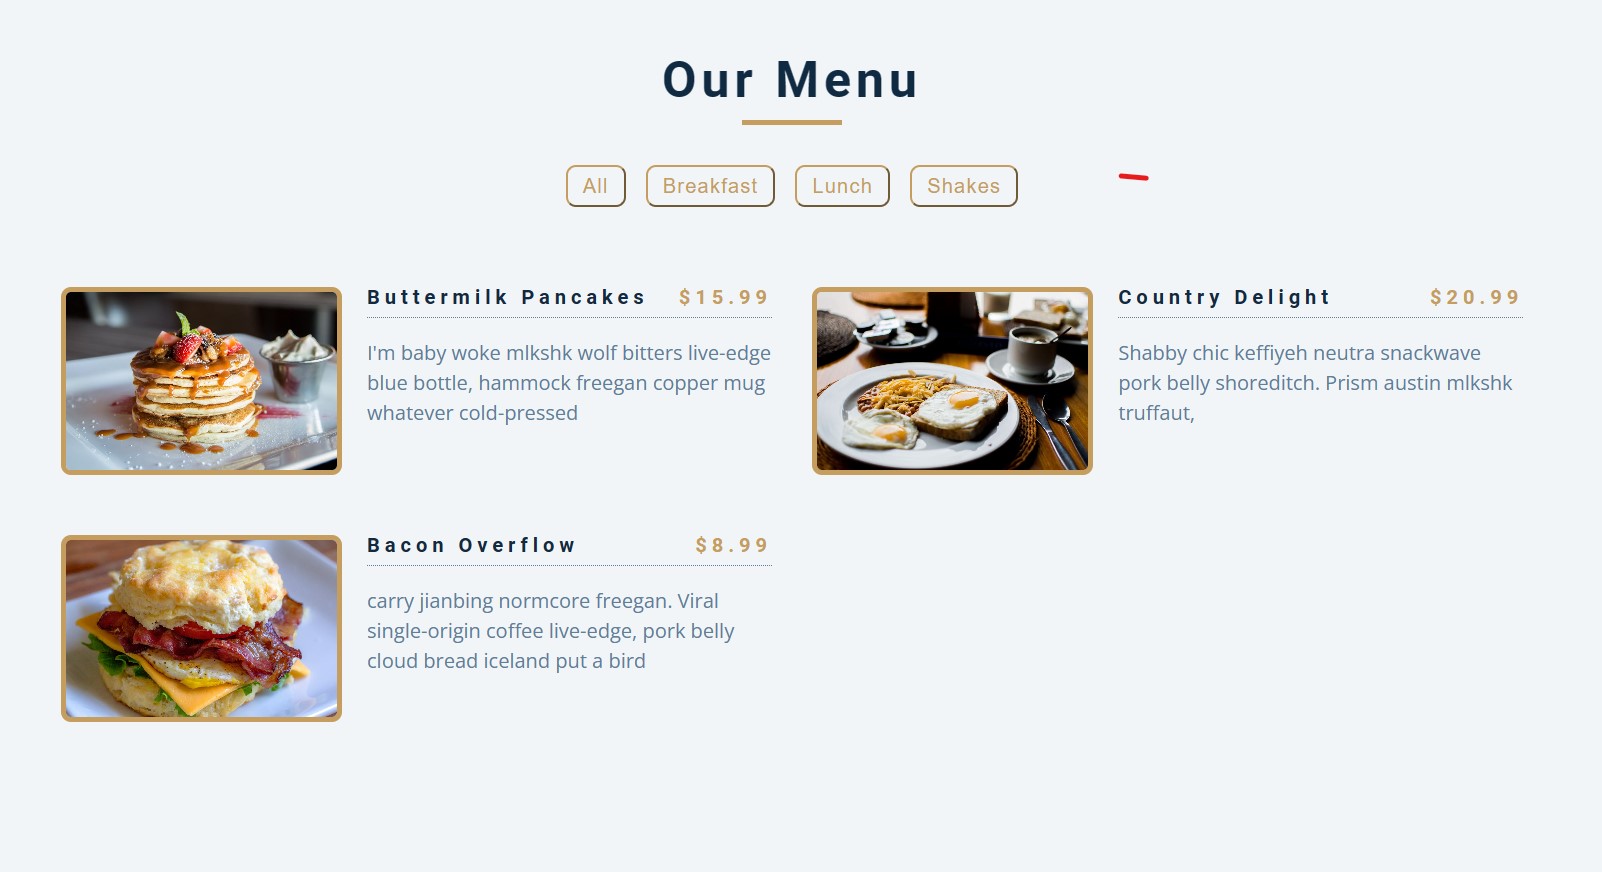 Our Menu
All Breakfast Lunch Shakes
Buttermilk Pancakes $15.99
I'm baby woke mlkshk wolf bitters live-edge
blue bottle, hammock freegan copper mug
whatever cold-pressed
Country Delight $20.99
Shabby chic keffiyeh neutra snackwave
pork belly shoreditch. Prism austin mlkshk
truffaut,
Bacon Overflow $8.99
carry jianbing normcore freegan. Viral
single-origin coffee live-edge, pork belly
cloud bread iceland put a bird